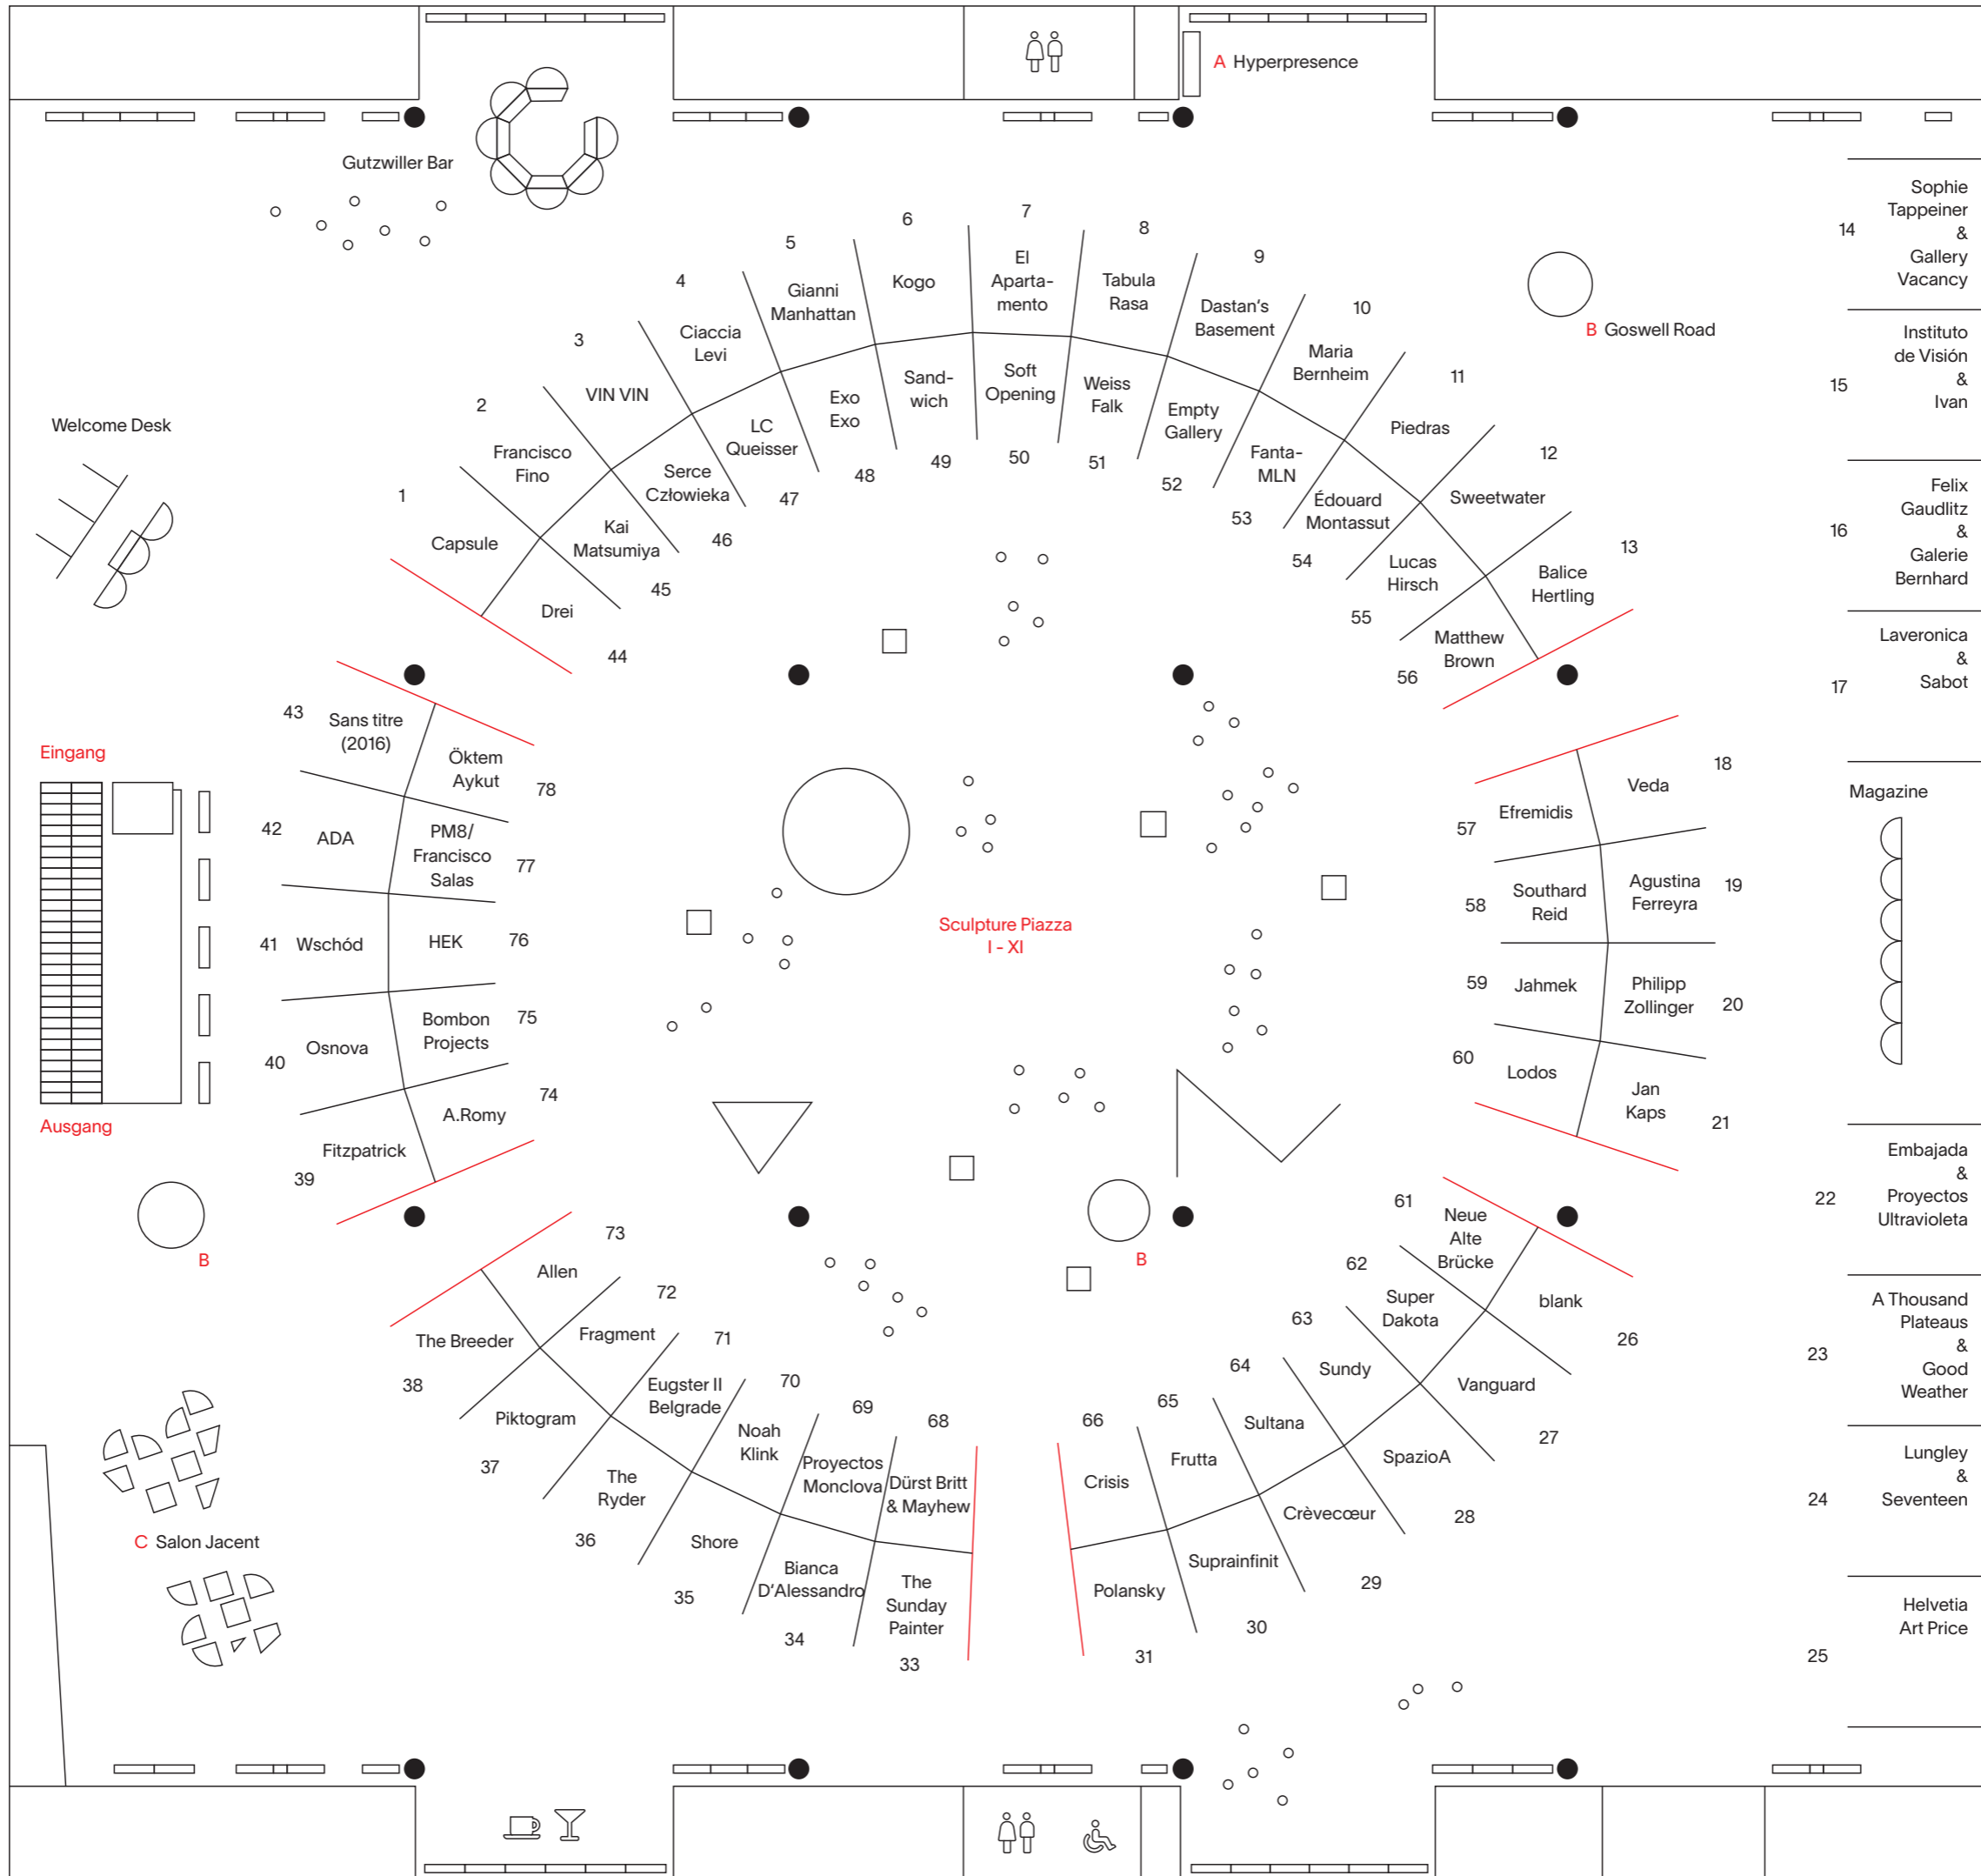 A Hyperpresence
Gutzwiller Bar
Welcome Desk
B Goswell Road
1
Capsule
2
Francisco
Fino
3
VIN VIN
4
Ciaccia
Levi
5
Gianni
Manhattan
6
Kogo
7
El
Aparta-
mento
8
Tabula
Rasa
9
Dastan's
Basement
10
Maria
Bernheim
11
Piedras
12
Sweetwater
13
Balice
Hertling
14
Sophie
Tappeiner
&
Gallery
Vacancy
15
Instituto
de Visión
&
Ivan
16
Felix
Gaudlitz
&
Galerie
Bernhard
17
Laveronica
&
Sabot
Magazine
18
Veda
19
Agustina
Ferreyra
20
Philipp
Zollinger
21
Jan
Kaps
22
Embajada
&
Proyectos
Ultravioleta
23
A Thousand
Plateaus
&
Good
Weather
24
Lungley
&
Seventeen
25
Helvetia
Art Price
26
blank
27
Vanguard
28
SpazioA
29
Crèvecœur
30
Suprainfinit
31
Polansky
33
The
Sunday
Painter
34
Bianca
D'Alessandro
35
Shore
36
The
Ryder
37
Piktogram
38
The Breeder
39
Fitzpatrick
40
Osnova
41
Wschód
42
ADA
43
Sans titre
(2016)
44
Drei
45
Kai
Matsumiya
46
Serce
Człowieka
47
LC
Queisser
48
Exo
Exo
49
Sand-
wich
50
Soft
Opening
51
Weiss
Falk
52
Empty
Gallery
53
Fanta-
MLN
54
Édouard
Montassut
55
Lucas
Hirsch
56
Matthew
Brown
57
Efremidis
58
Southard
Reid
59
Jahmek
60
Lodos
61
Neue
Alte
Brücke
62
Super
Dakota
63
Sundy
64
Sultana
65
Frutta
66
Crisis
68
Dürst Britt
& Mayhew
69
Proyectos
Monclova
70
Noah
Klink
71
Eugster II
Belgrade
72
Fragment
73
Allen
74
A.Romy
75
Bombon
Projects
76
HEK
77
PM8/
Francisco
Salas
78
Öktem
Aykut
Sculpture Piazza
I - XI
Eingang
Ausgang
B
B
C Salon Jacent